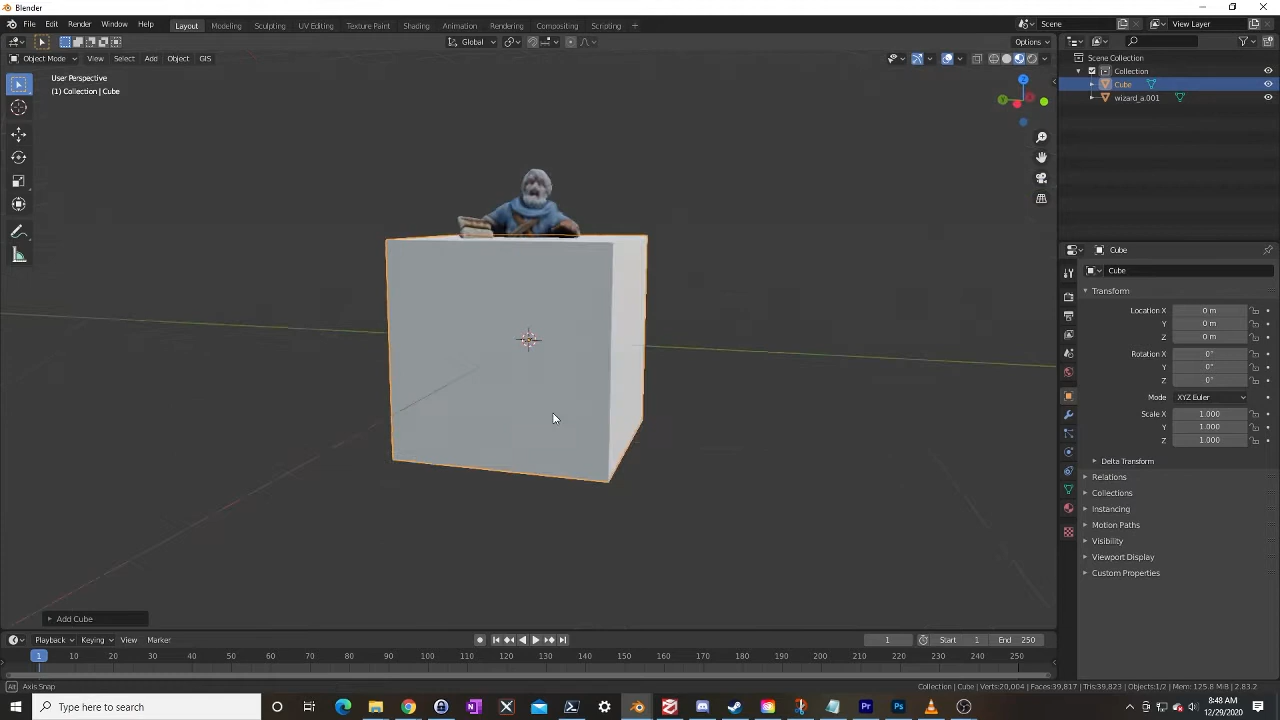 Blender
File Edit Render Window Help Layout Modeling Sculpting UV Editing Texture Paint Shading Animation Rendering Compositing Scripting + Scene View Layer
Global Options
Object Mode View Select Add Object GIS
User Perspective
(1) Collection | Cube
Z
Y
Scene Collection
Collection
Cube
wizard_a.001
Cube
Cube
Transform
Location X 0 m
Y 0 m
Z 0 m
Rotation X 0°
Y 0°
Z 0°
Mode XYZ Euler
Scale X 1.000
Y 1.000
Z 1.000
Delta Transform
Relations
Collections
Instancing
Motion Paths
Visibility
Viewport Display
Custom Properties
Add Cube
Playback Keying View Marker 1 Start 1 End 250
1 10 20 30 40 50 60 70 80 90 100 110 120 130 140 150 160 170 180 190 200 210 220 230 240 250
Alt Axis Snap Collection | Cube | Verts:20,004 | Faces:39,817 | Tris:39,823 | Objects:1/2 | Mem: 125.8 MiB | 2.83.2
Type here to search
8:48 AM
12/29/2020